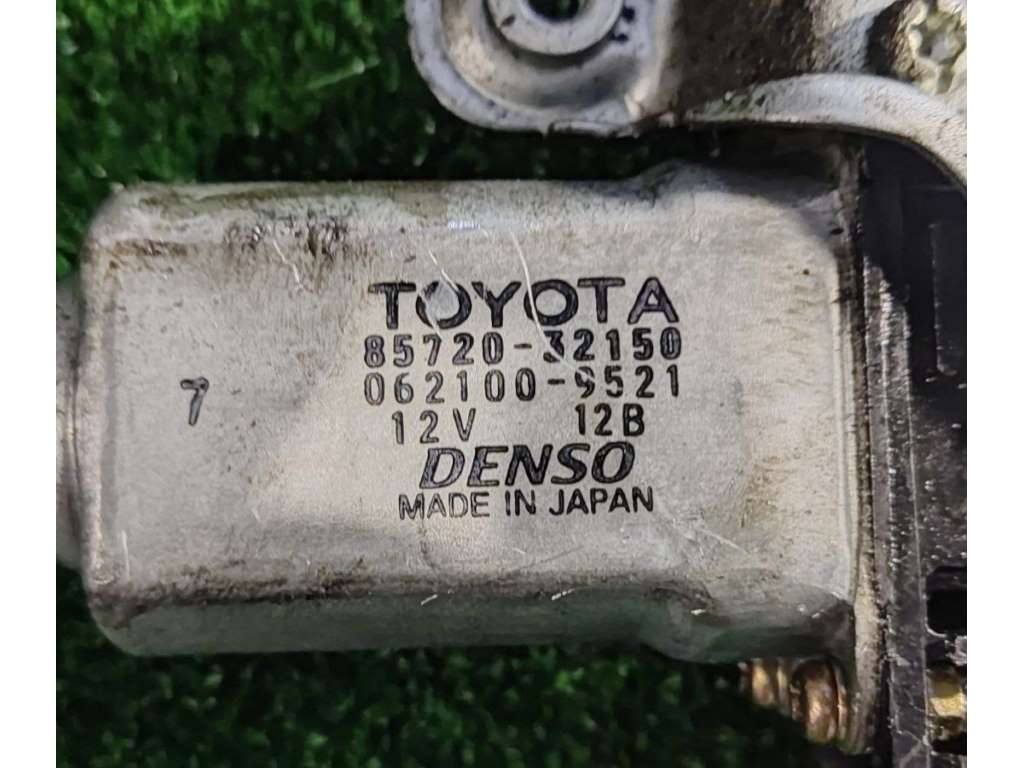 TOYOTA
85720-32150
062100-9521
7
12V 12B
DENSO
MADE IN JAPAN